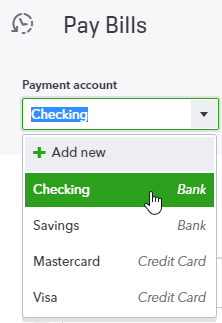 Pay Bills
Payment account
Checking
+ Add new
Checking Bank
Savings Bank
Mastercard Credit Card
Visa Credit Card